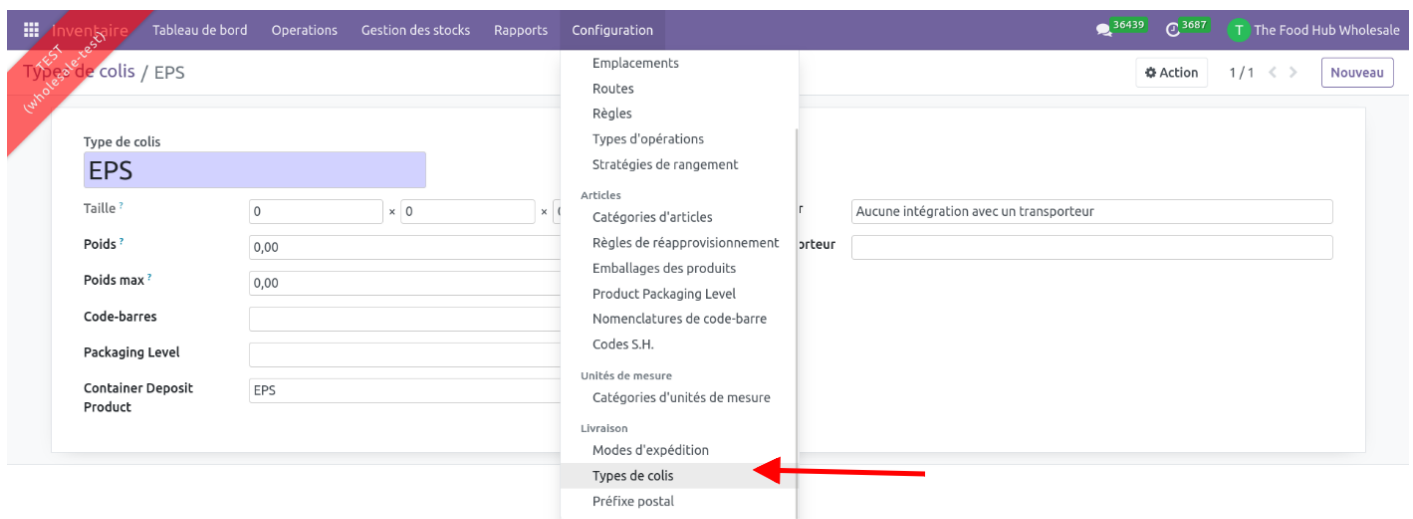 Inventaire Tableau de bord Operations Gestion des stocks Rapports Configuration 36439 3687 T The Food Hub Wholesale
TEST
(wholesale-test)
Types de colis / EPS Action 1 / 1 Nouveau
Emplacements
Routes
Règles
Types d'opérations
Stratégies de rangement
Articles
Catégories d'articles
Règles de réapprovisionnement
Emballages des produits
Product Packaging Level
Nomenclatures de code-barre
Codes S.H.
Unités de mesure
Catégories d'unités de mesure
Livraison
Modes d'expédition
Types de colis
Préfixe postal
Type de colis
EPS
Taille ? 0 × 0 ×
Poids ? 0,00
Poids max ? 0,00
Code-barres
Packaging Level
Container Deposit
Product
EPS
Aucune intégration avec un transporteur